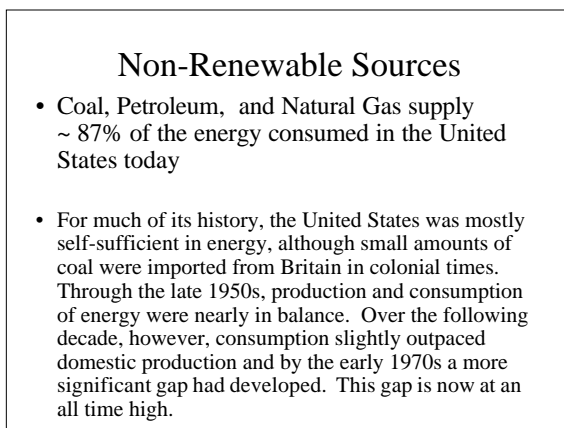 Non-Renewable Sources
• Coal, Petroleum, and Natural Gas supply
~ 87% of the energy consumed in the United
States today
• For much of its history, the United States was mostly
self-sufficient in energy, although small amounts of
coal were imported from Britain in colonial times.
Through the late 1950s, production and consumption
of energy were nearly in balance. Over the following
decade, however, consumption slightly outpaced
domestic production and by the early 1970s a more
significant gap had developed. This gap is now at an
all time high.